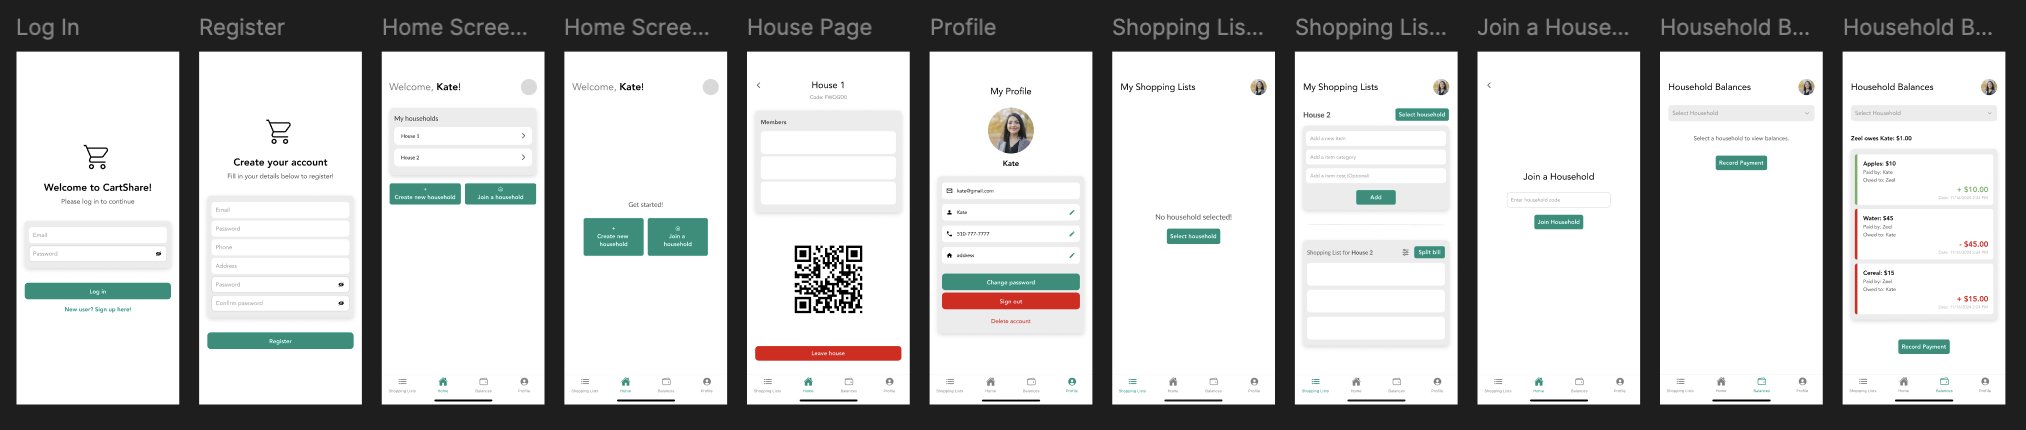 Log In
Welcome to CartShare!
Please log in to continue
Email
Password
Log in
New user? Sign up here!
Register
Create your account
Fill in your details below to register!
Email
Password
Phone
Address
Password
Confirm password
Register
Home Scree...
Welcome, Kate!
My households
House 1
House 2
+
Create new household
Join a household
Shopping Lists
Home
Balances
Profile
Home Scree...
Welcome, Kate!
Get started!
+
Create new
household
Join a
household
Shopping Lists
Home
Balances
Profile
House Page
House 1
Members
Leave house
Shopping Lists
Home
Balances
Profile
Profile
My Profile
Kate
kate@gmail.com
Kate
510-777-7777
address
Change password
Sign out
Delete account
Shopping Lists
Home
Balances
Profile
Shopping Lis...
My Shopping Lists
No household selected!
Select household
Shopping Lists
Home
Balances
Profile
Shopping Lis...
My Shopping Lists
House 2
Select household
Add a new item
Add a item category
Add a item cost (Optional)
Add
Shopping List for House 2
Split bill
Shopping Lists
Home
Balances
Profile
Join a House...
Join a Household
Enter household code
Join Household
Shopping Lists
Home
Balances
Profile
Household B...
Household Balances
Select Household
Select a household to view balances.
Record Payment
Shopping Lists
Home
Balances
Profile
Household B...
Household Balances
Select Household
Zeel owes Kate: $1.00
Apples: $10
Paid by: Kate
Owed to: Zeel
+ $10.00
Water: $45
Paid by: Zeel
Owed to: Kate
- $45.00
Cereal: $15
Paid by: Zeel
Owed to: Kate
+ $15.00
Record Payment
Shopping Lists
Home
Balances
Profile